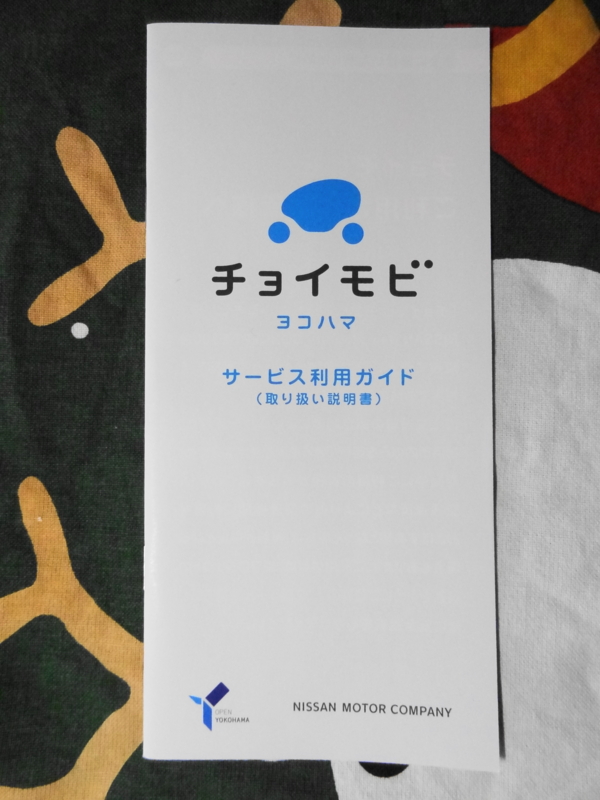 チョイモビ
ヨコハマ
サービス利用ガイド
（取り扱い説明書）
OPEN
YOKOHAMA
NISSAN MOTOR COMPANY